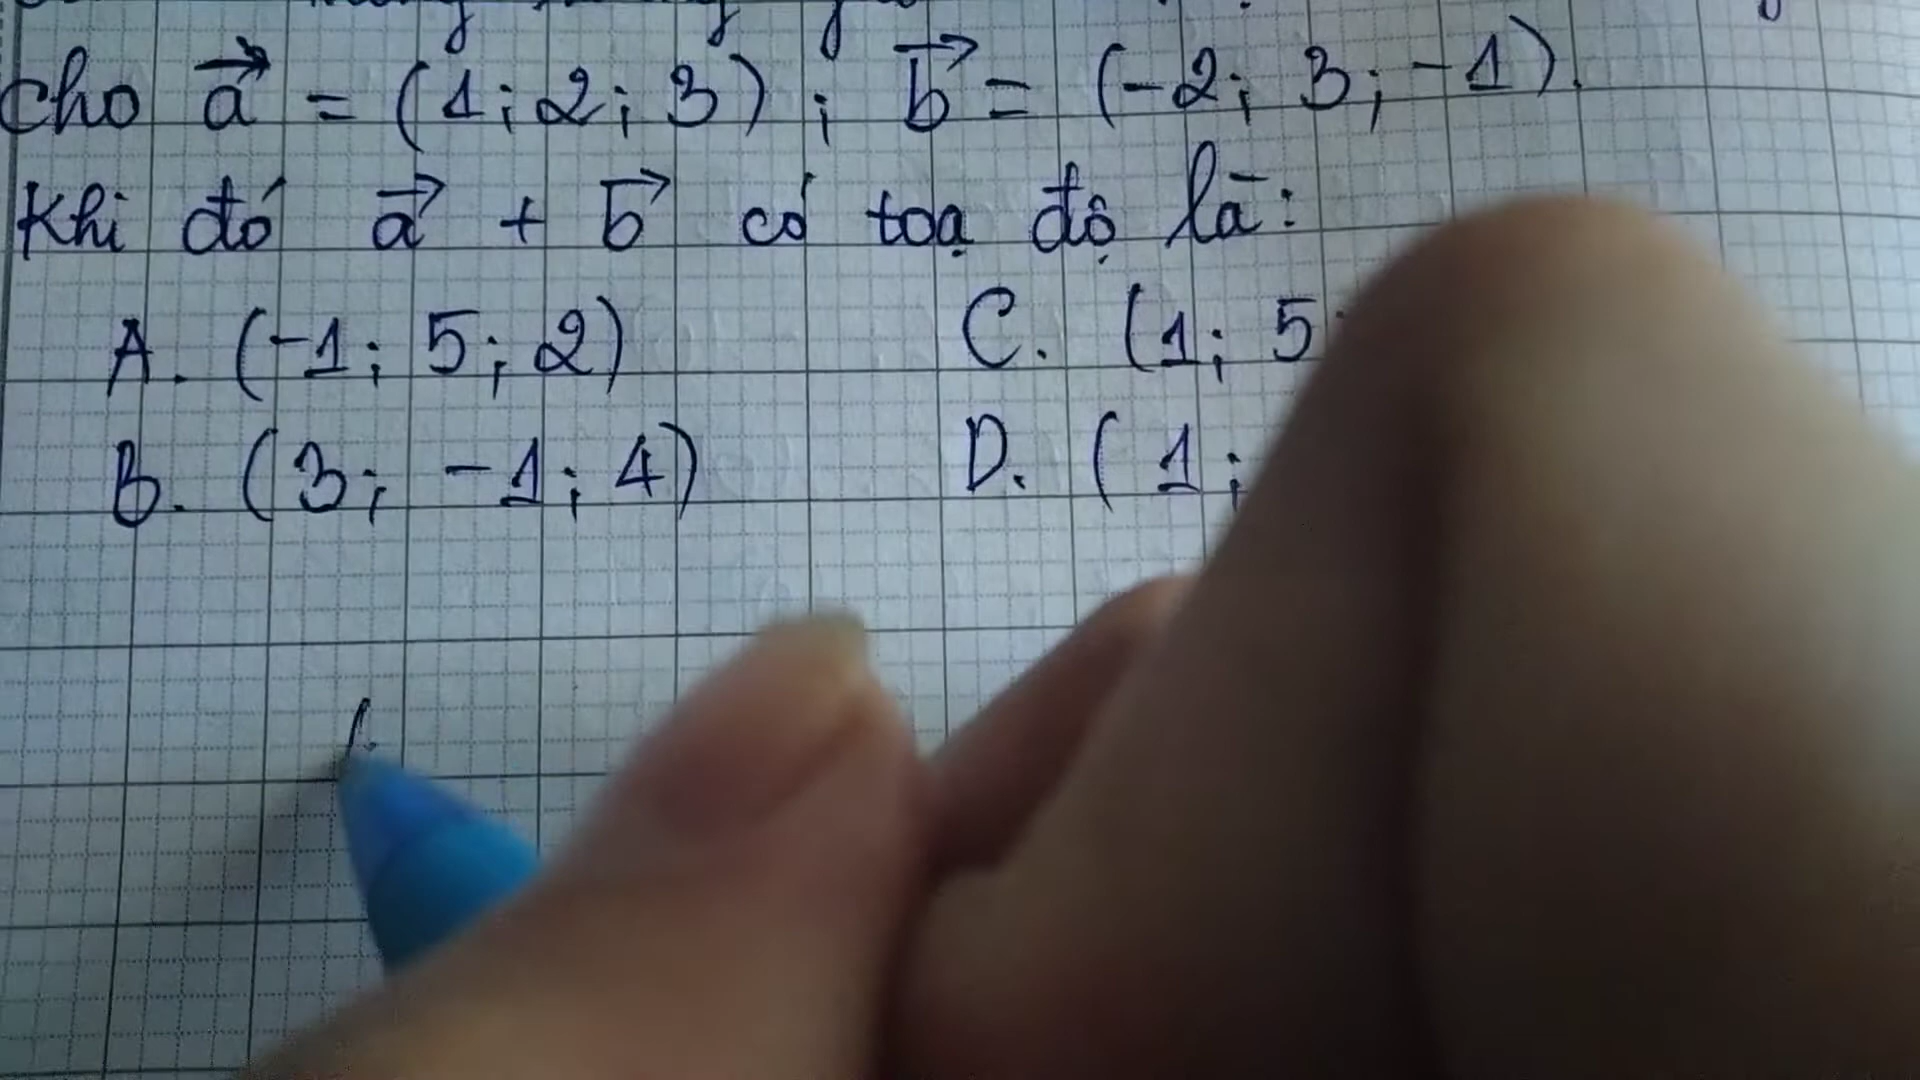 Cho a⃗ = (1; 2; 3) ; b⃗ = (-2; 3; -1).
Khi đó a⃗ + b⃗ có toạ độ là:
A. (-1; 5; 2)
C. (1; 5;
B. (3; -1; 4)
D. (1;